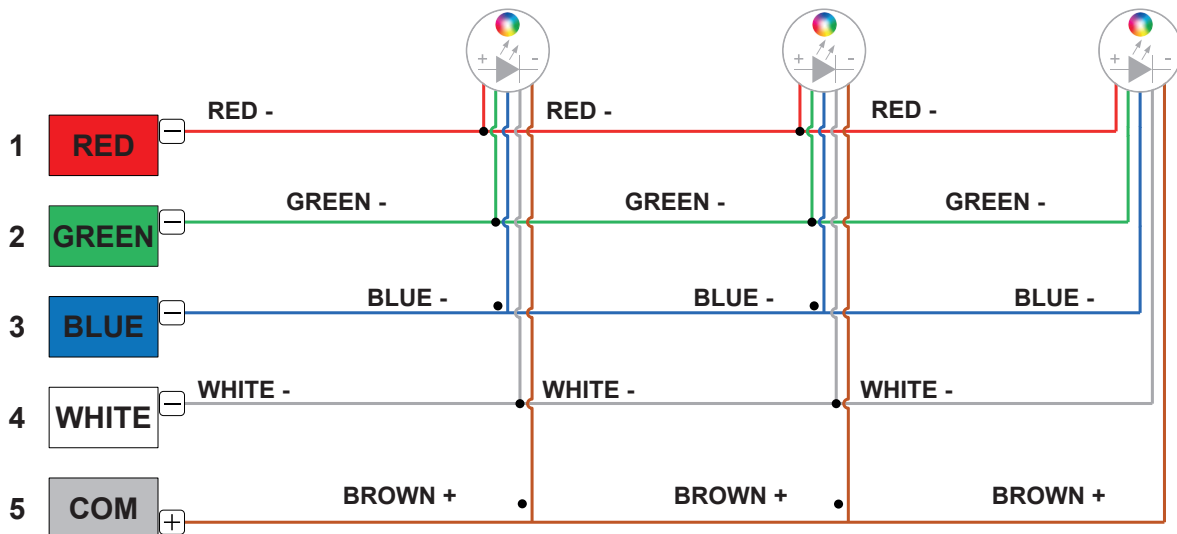 + -
+ -
+ -
RED - RED - RED -
1 RED −
GREEN - GREEN - GREEN -
2 GREEN −
BLUE - BLUE - BLUE -
3 BLUE −
WHITE - WHITE - WHITE -
4 WHITE −
BROWN + BROWN + BROWN +
5 COM +